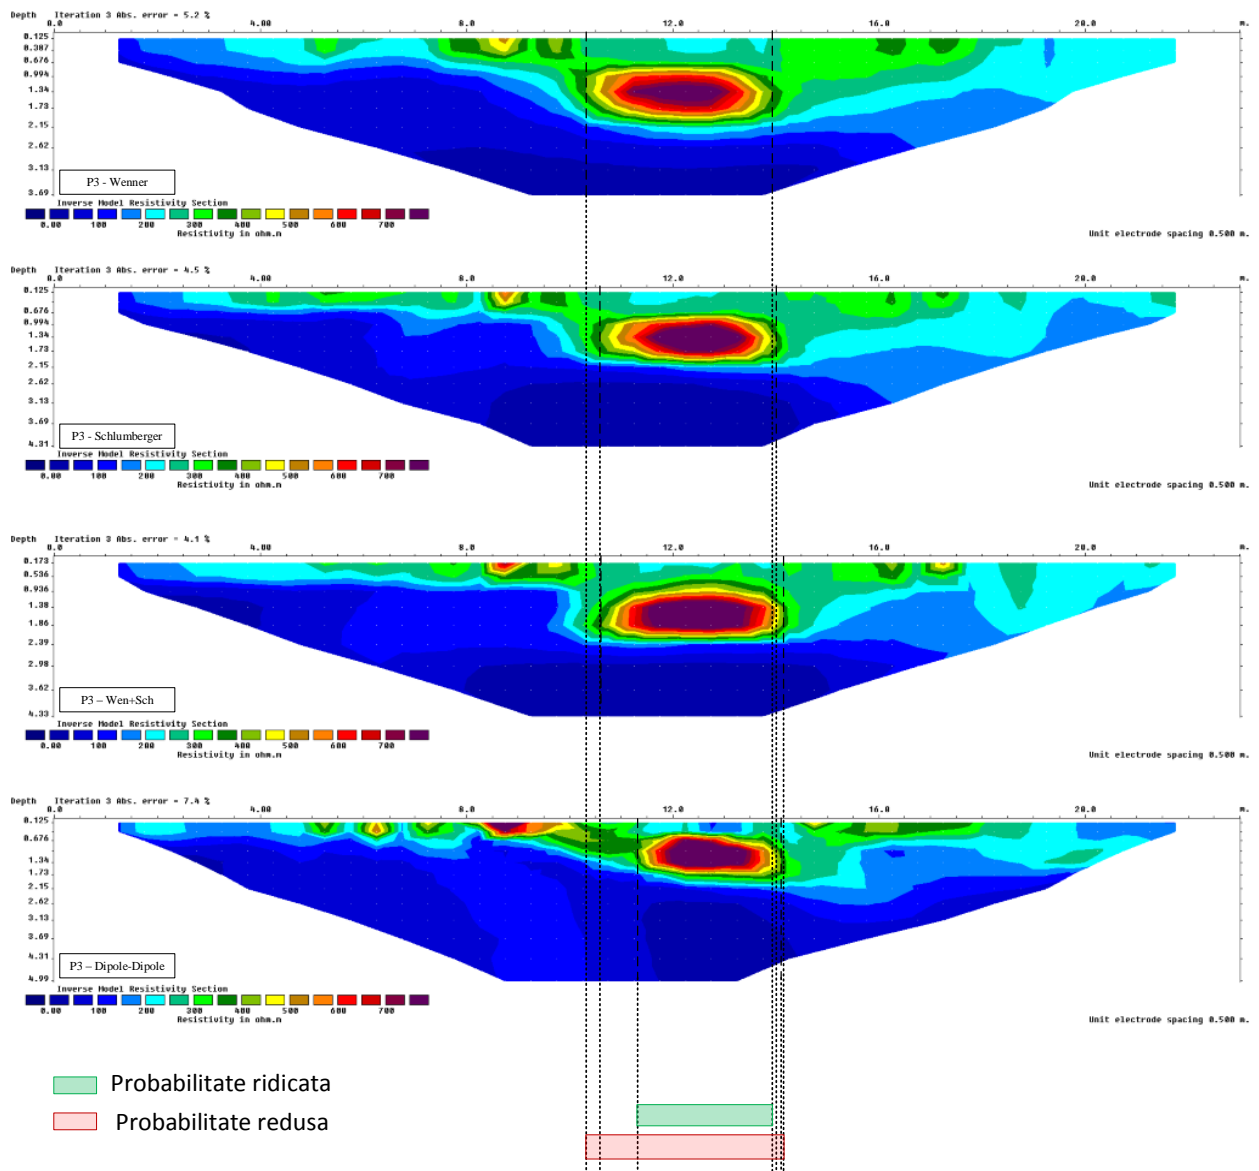 Depth Iteration 3 Abs. error = 5.2 %
0.0 4.00 8.0 12.0 16.0 20.0 m.
0.125
0.387
0.676
0.994
1.34
1.73
2.15
2.62
3.13
3.69
P3 - Wenner
Inverse Model Resistivity Section
0.00 100 200 300 400 500 600 700
Resistivity in ohm.m
Unit electrode spacing 0.500 m.
Depth Iteration 3 Abs. error = 4.5 %
0.0 4.00 8.0 12.0 16.0 20.0 m.
0.125
0.676
0.994
1.34
1.73
2.15
2.62
3.13
3.69
4.31
P3 - Schlumberger
Inverse Model Resistivity Section
0.00 100 200 300 400 500 600 700
Resistivity in ohm.m
Unit electrode spacing 0.500 m.
Depth Iteration 3 Abs. error = 4.1 %
0.0 4.00 8.0 12.0 16.0 20.0 m.
0.173
0.536
0.936
1.38
1.86
2.39
2.98
3.62
4.33
P3 – Wen+Sch
Inverse Model Resistivity Section
0.00 100 200 300 400 500 600 700
Resistivity in ohm.m
Unit electrode spacing 0.500 m.
Depth Iteration 3 Abs. error = 7.4 %
0.0 4.00 8.0 12.0 16.0 20.0 m.
0.125
0.676
1.34
1.73
2.15
2.62
3.13
3.69
4.31
4.99
P3 – Dipole-Dipole
Inverse Model Resistivity Section
0.00 100 200 300 400 500 600 700
Resistivity in ohm.m
Unit electrode spacing 0.500 m.
Probabilitate ridicata
Probabilitate redusa